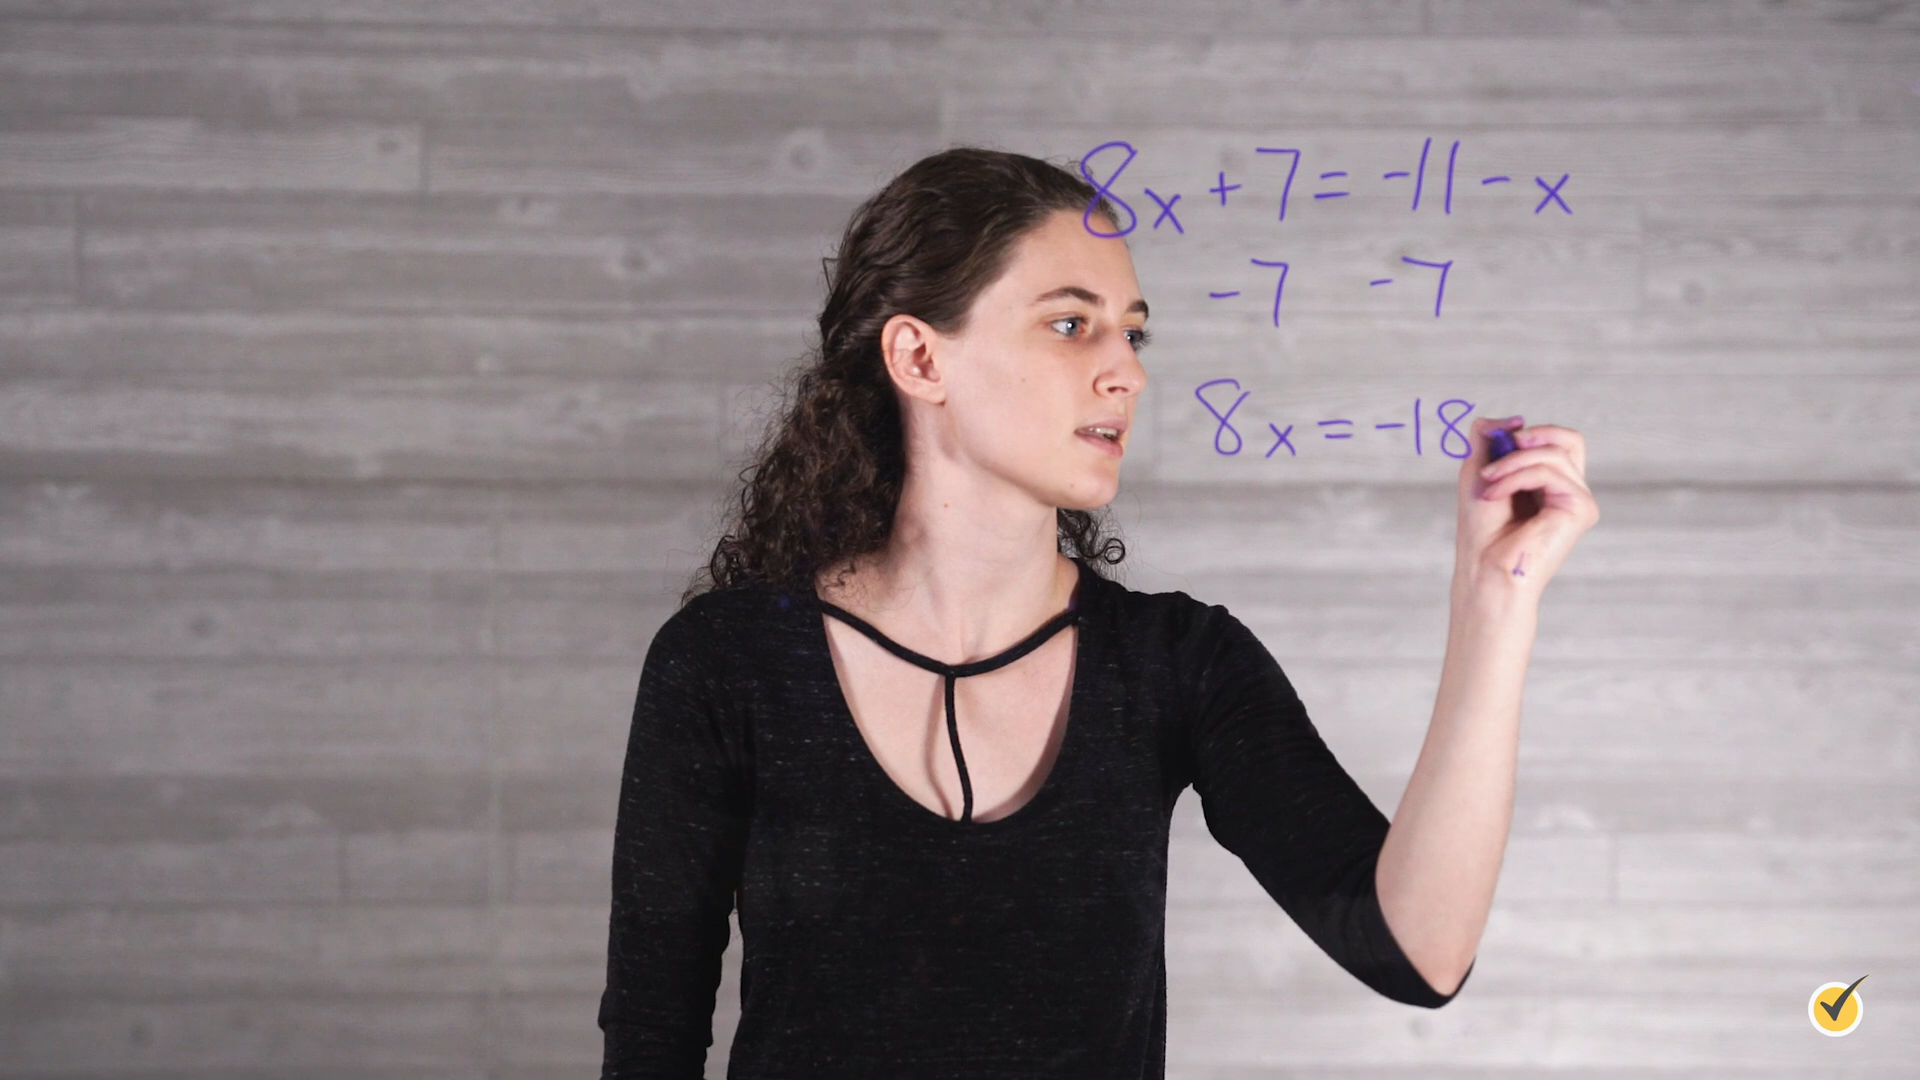 8x + 7 = -11 - x
-7 -7
8x = -18